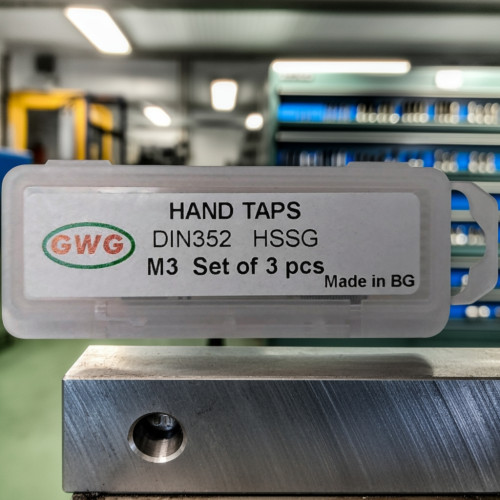 HAND TAPS
GWG
DIN352 HSSG
M3 Set of 3 pcs
Made in BG